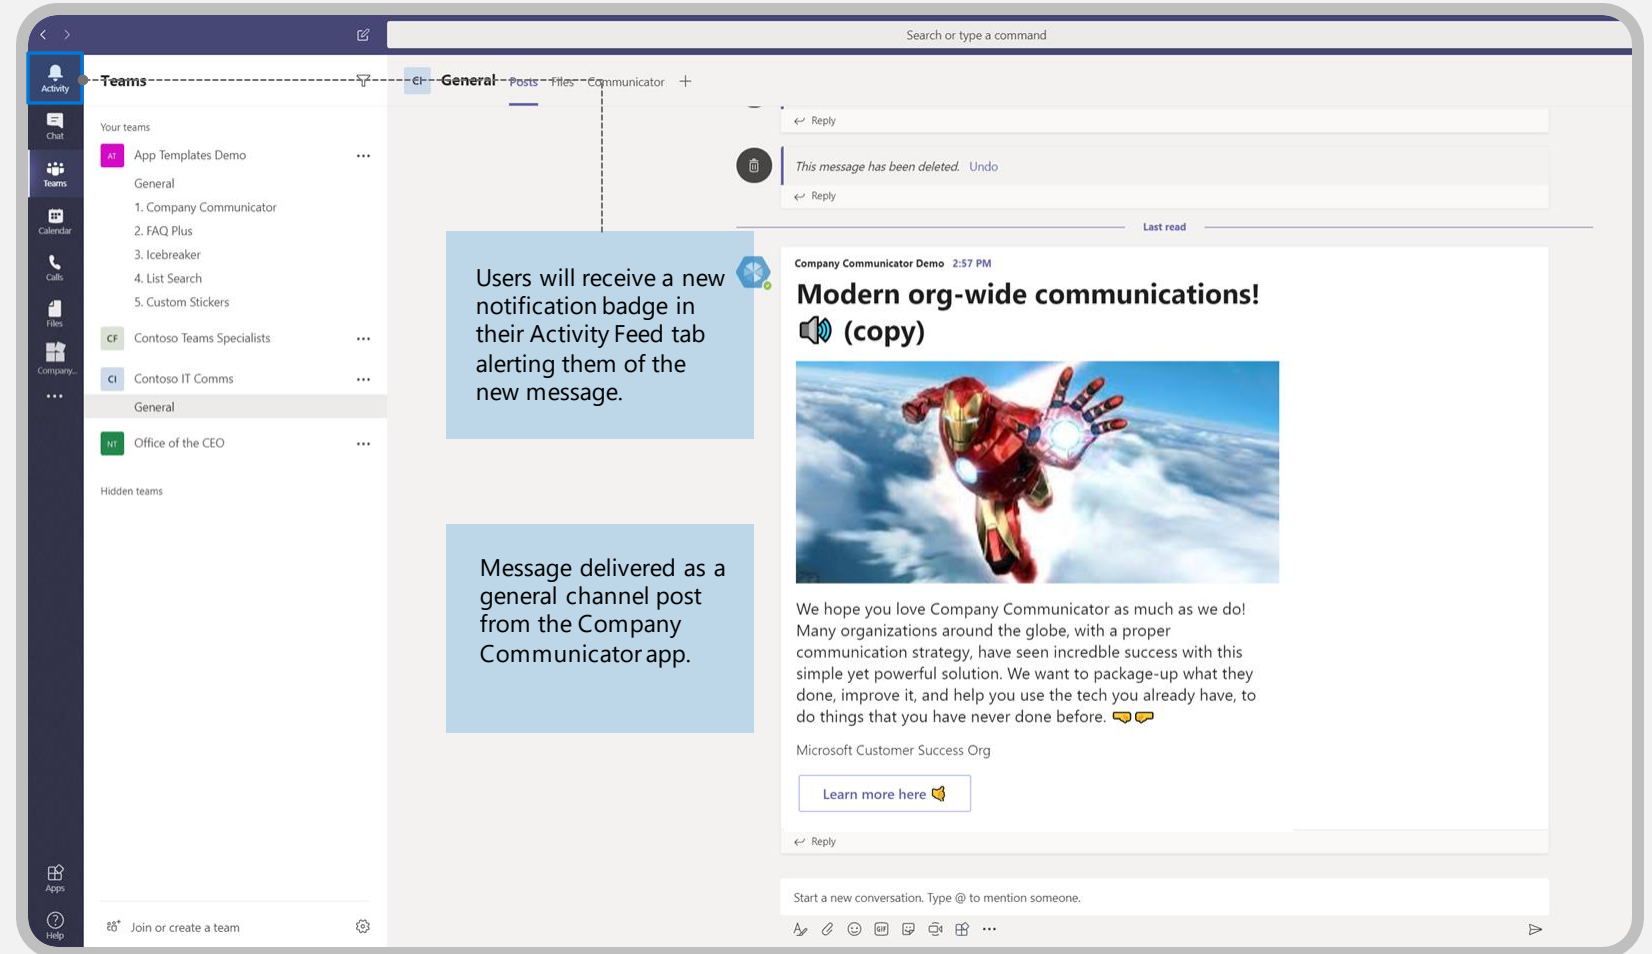 Search or type a command
Activity
Chat
Teams
Calendar
Calls
Files
Company...
Apps
Help
Teams
Your teams
AT App Templates Demo
General
1. Company Communicator
2. FAQ Plus
3. Icebreaker
4. List Search
5. Custom Stickers
CF Contoso Teams Specialists
CI Contoso IT Comms
General
NT Office of the CEO
Hidden teams
Join or create a team
CI General Posts Files Communicator
Reply
This message has been deleted. Undo
Reply
Last read
Users will receive a new
notification badge in
their Activity Feed tab
alerting them of the
new message.
Message delivered as a
general channel post
from the Company
Communicator app.
Company Communicator Demo 2:57 PM
Modern org-wide communications!
🔊 (copy)
We hope you love Company Communicator as much as we do!
Many organizations around the globe, with a proper
communication strategy, have seen incredble success with this
simple yet powerful solution. We want to package-up what they
done, improve it, and help you use the tech you already have, to
do things that you have never done before. 🤜🤛
Microsoft Customer Success Org
Learn more here 🤙
Reply
Start a new conversation. Type @ to mention someone.
GIF